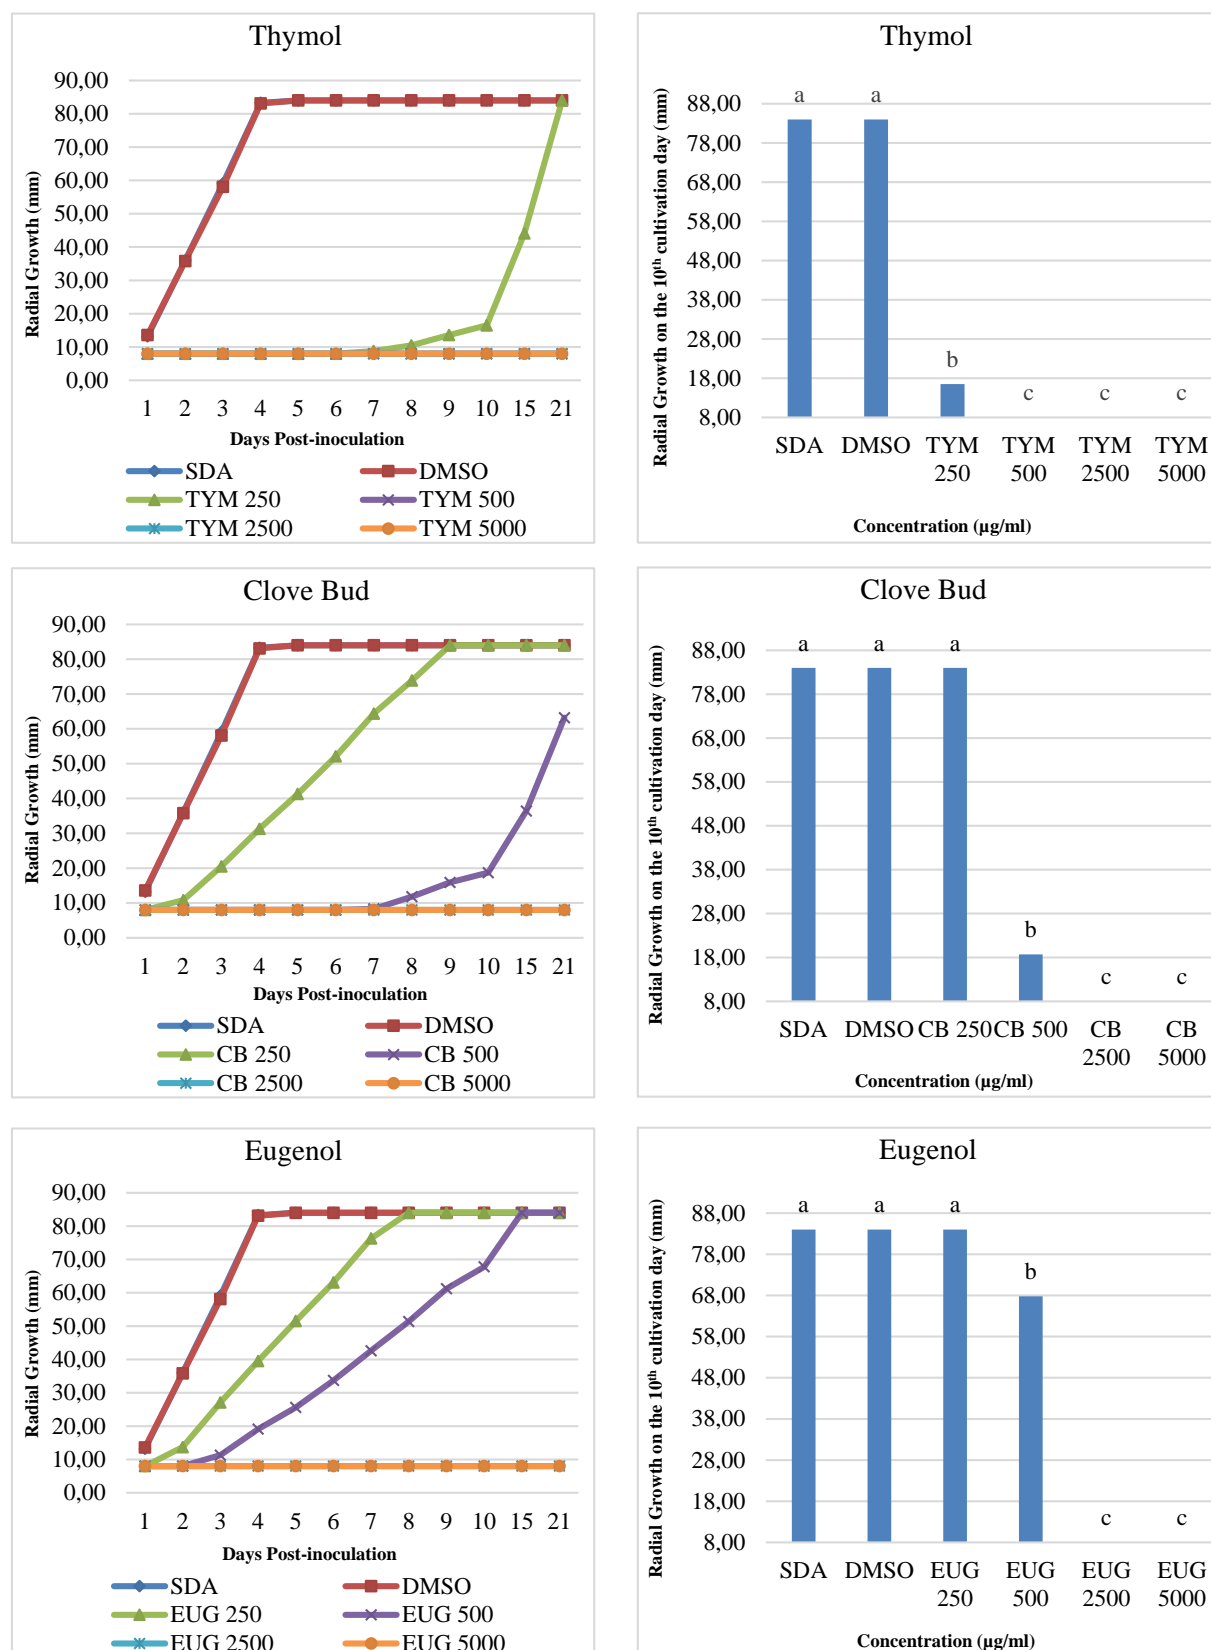 Thymol
Radial Growth (mm)
90,00
80,00
70,00
60,00
50,00
40,00
30,00
20,00
10,00
0,00
1 2 3 4 5 6 7 8 9 10 15 21
Days Post-inoculation
SDA DMSO
TYM 250 TYM 500
TYM 2500 TYM 5000
Thymol
Radial Growth on the 10th cultivation day (mm)
88,00
78,00
68,00
58,00
48,00
38,00
28,00
18,00
8,00
a a b c c c
SDA DMSO TYM TYM TYM TYM
250 500 2500 5000
Concentration (µg/ml)
Clove Bud
Radial Growth (mm)
90,00
80,00
70,00
60,00
50,00
40,00
30,00
20,00
10,00
0,00
1 2 3 4 5 6 7 8 9 10 15 21
Days Post-inoculation
SDA DMSO
CB 250 CB 500
CB 2500 CB 5000
Clove Bud
Radial Growth on the 10th cultivation day (mm)
88,00
78,00
68,00
58,00
48,00
38,00
28,00
18,00
8,00
a a a b c c
SDA DMSO CB 250 CB 500 CB CB
2500 5000
Concentration (µg/ml)
Eugenol
Radial Growth (mm)
90,00
80,00
70,00
60,00
50,00
40,00
30,00
20,00
10,00
0,00
1 2 3 4 5 6 7 8 9 10 15 21
Days Post-inoculation
SDA DMSO
EUG 250 EUG 500
EUG 2500 EUG 5000
Eugenol
Radial Growth on the 10th cultivation day (mm)
88,00
78,00
68,00
58,00
48,00
38,00
28,00
18,00
8,00
a a a b c c
SDA DMSO EUG EUG EUG EUG
250 500 2500 5000
Concentration (µg/ml)